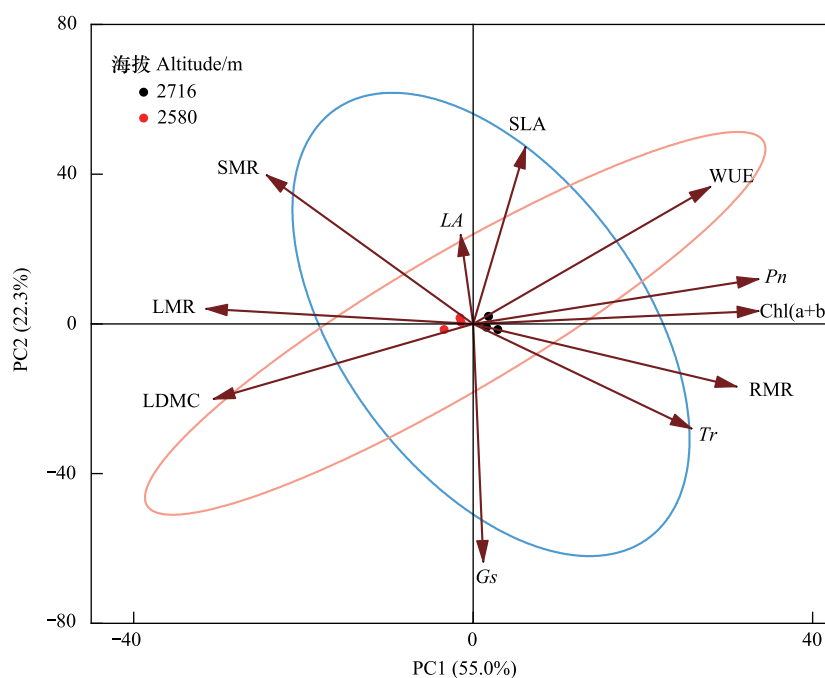 80
海拔 Altitude/m
2716
2580
SLA
SMR
WUE
40
LA
Pn
LMR
Chl(a+b
0
PC2 (22.3%)
LDMC
RMR
Tr
−40
Gs
−80
−40
0
40
PC1 (55.0%)